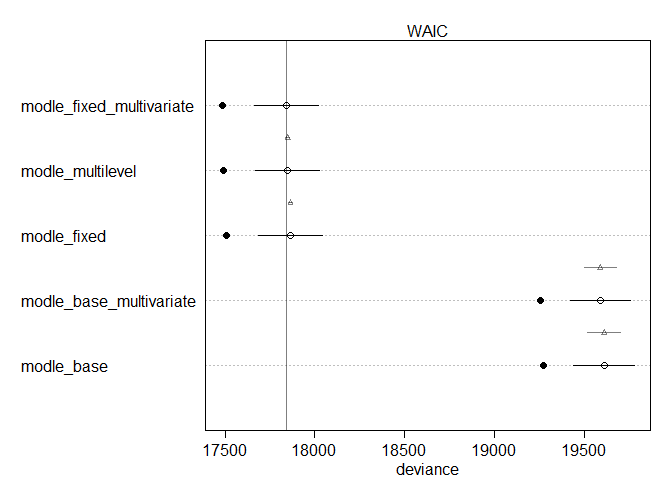 WAIC
modle_fixed_multivariate
modle_multilevel
modle_fixed
modle_base_multivariate
modle_base
17500 18000 18500 19000 19500
deviance